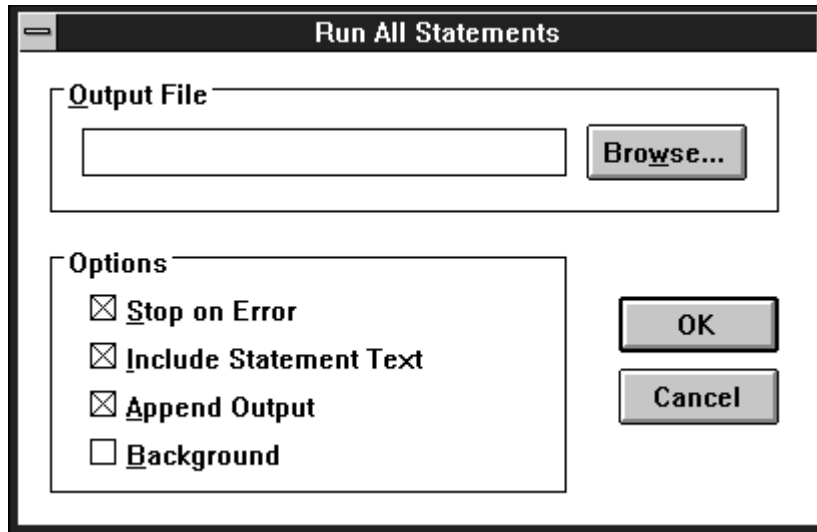 Run All Statements
Output File
Browse...
Options
Stop on Error
Include Statement Text
Append Output
Background
OK
Cancel